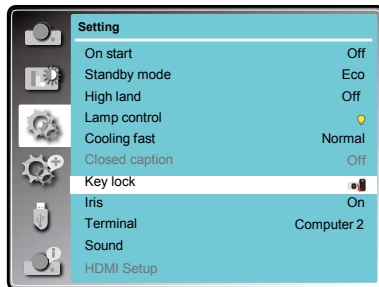 Setting
On start Off
Standby mode Eco
High land Off
Lamp control
Cooling fast Normal
Closed caption Off
Key lock
Iris On
Terminal Computer 2
Sound
HDMI Setup